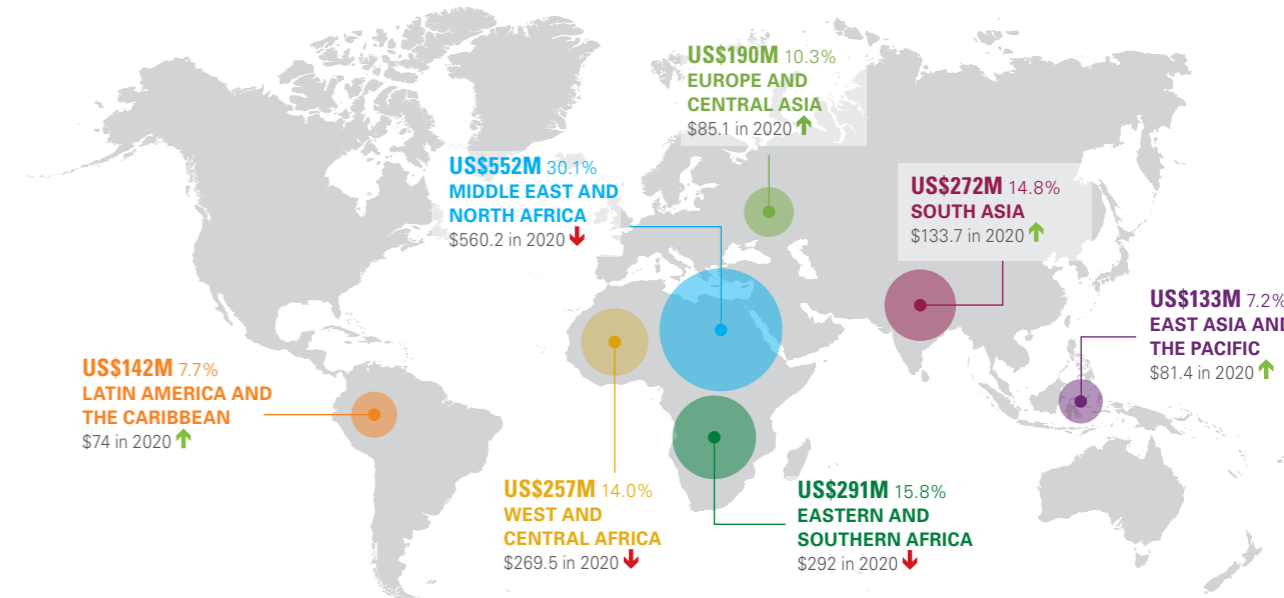 US$190M 10.3%
EUROPE AND
CENTRAL ASIA
$85.1 in 2020
US$552M 30.1%
MIDDLE EAST AND
NORTH AFRICA
$560.2 in 2020
US$272M 14.8%
SOUTH ASIA
$133.7 in 2020
US$133M 7.2%
EAST ASIA AND
THE PACIFIC
$81.4 in 2020
US$142M 7.7%
LATIN AMERICA AND
THE CARIBBEAN
$74 in 2020
US$257M 14.0%
WEST AND
CENTRAL AFRICA
$269.5 in 2020
US$291M 15.8%
EASTERN AND
SOUTHERN AFRICA
$292 in 2020